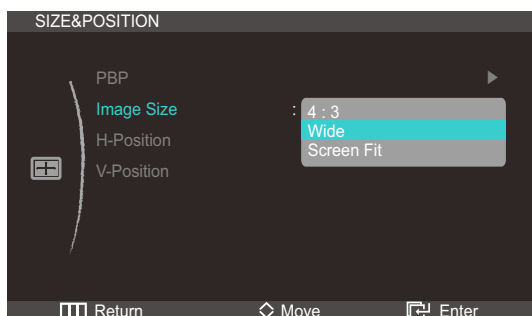 SIZE&POSITION
PBP
Image Size : 4 : 3
Wide
Screen Fit
H-Position
V-Position
Return Move Enter